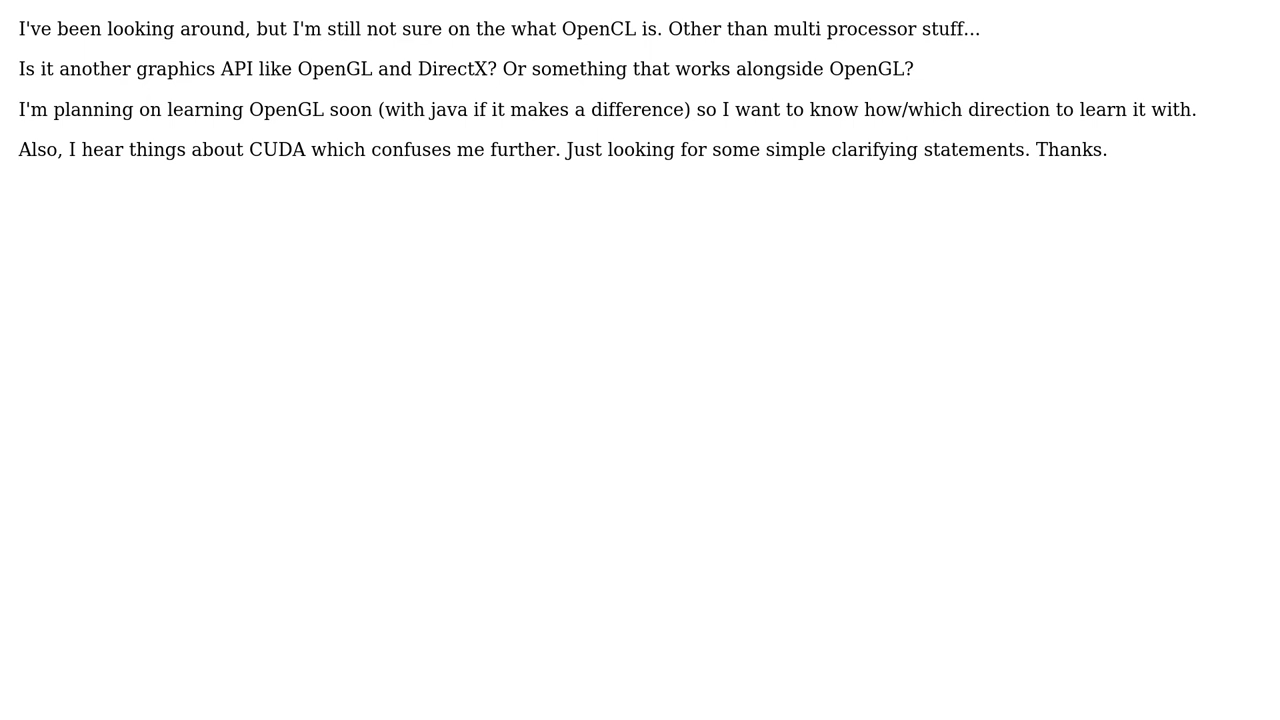 I've been looking around, but I'm still not sure on the what OpenCL is. Other than multi processor stuff...
Is it another graphics API like OpenGL and DirectX? Or something that works alongside OpenGL?
I'm planning on learning OpenGL soon (with java if it makes a difference) so I want to know how/which direction to learn it with.
Also, I hear things about CUDA which confuses me further. Just looking for some simple clarifying statements. Thanks.